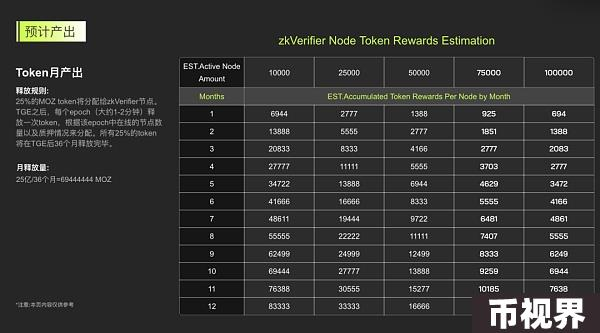 预计产出
zkVerifier Node Token Rewards Estimation
Token月产出
释放规则:
25%的MOZ token将分配给zkVerifier节点。
TGE之后，每个epoch（大约1-2分钟）释
放一次token，根据该epoch中在线的节点数
量以及质押情况来分配。所有25%的token
将在TGE后36个月释放完毕。
月释放量:
25亿/36个月=69444444 MOZ
*注意:本页内容仅供参考
EST.Active Node Amount 10000 25000 50000 75000 100000
Months EST.Accumulated Token Rewards Per Node by Month
1 6944 2777 1388 925 694
2 13888 5555 2777 1851 1388
3 20833 8333 4166 2777 2083
4 27777 11111 5555 3703 2777
5 34722 13888 6944 4629 3472
6 41666 16666 8333 5555 4166
7 48611 19444 9722 6481 4861
8 55555 22222 11111 7407 5555
9 62499 24999 12499 8333 6249
10 69444 27777 13888 9259 6944
11 76388 30555 15277 10185 7638
12 83333 33333 16666
币视界